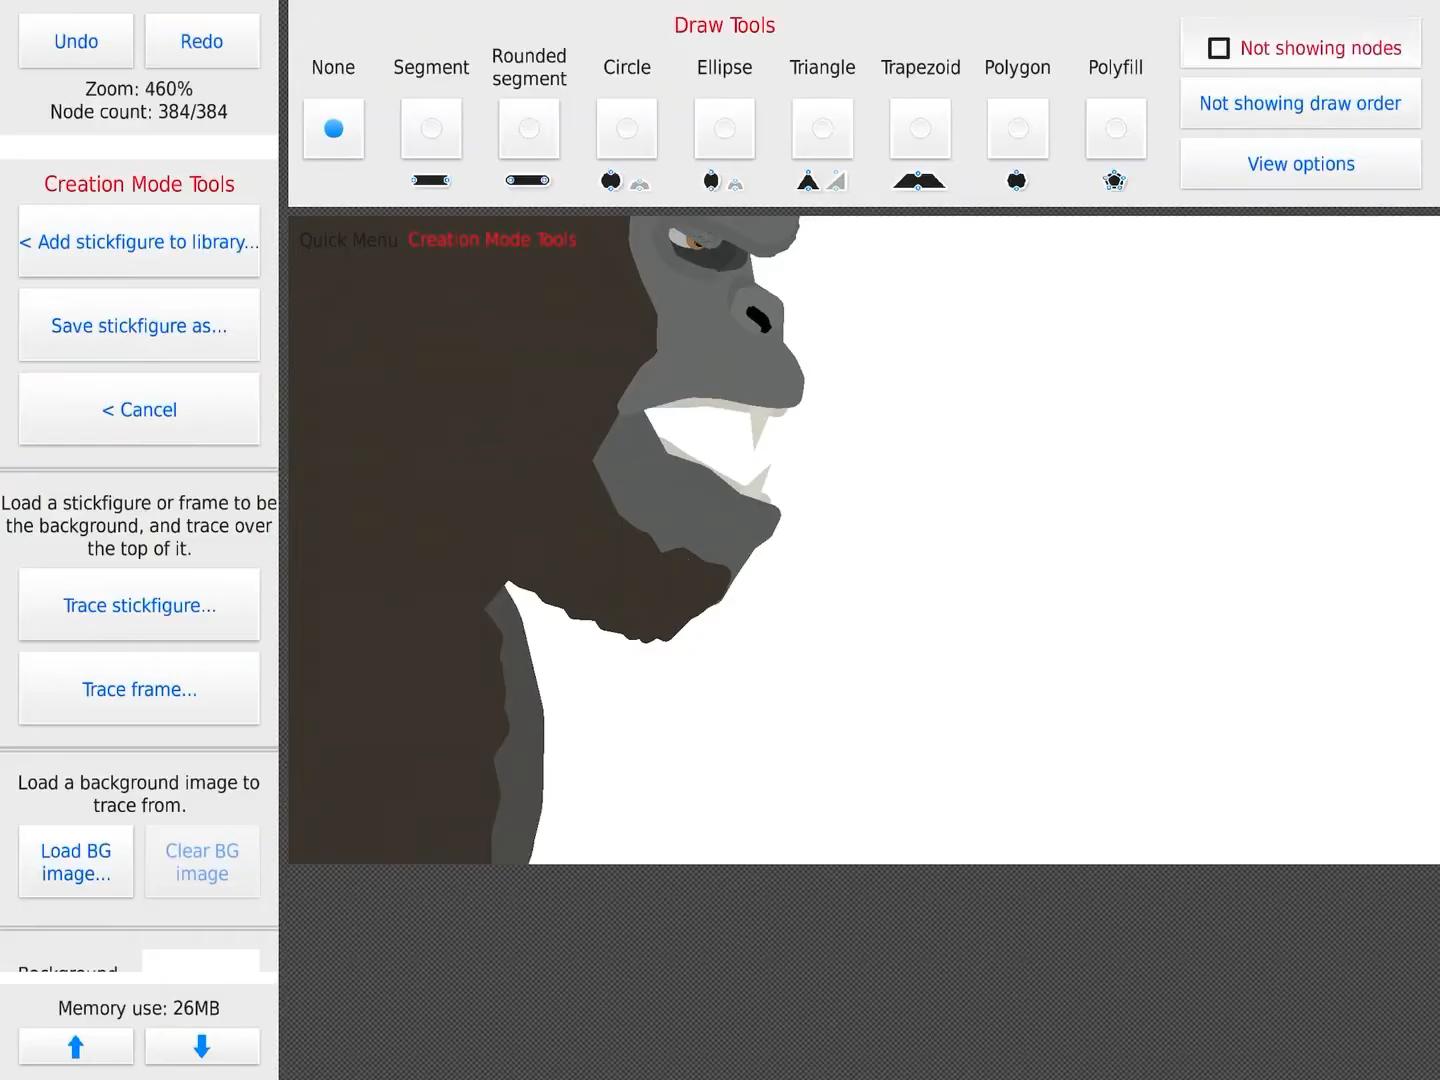 Undo
Redo
Zoom: 460%
Node count: 384/384
Creation Mode Tools
< Add stickfigure to library...
Save stickfigure as...
< Cancel
Load a stickfigure or frame to be
the background, and trace over
the top of it.
Trace stickfigure...
Trace frame...
Load a background image to
trace from.
Load BG
image...
Clear BG
image
Background
Memory use: 26MB
Draw Tools
None
Segment
Rounded
segment
Circle
Ellipse
Triangle
Trapezoid
Polygon
Polyfill
Not showing nodes
Not showing draw order
View options
Quick Menu Creation Mode Tools